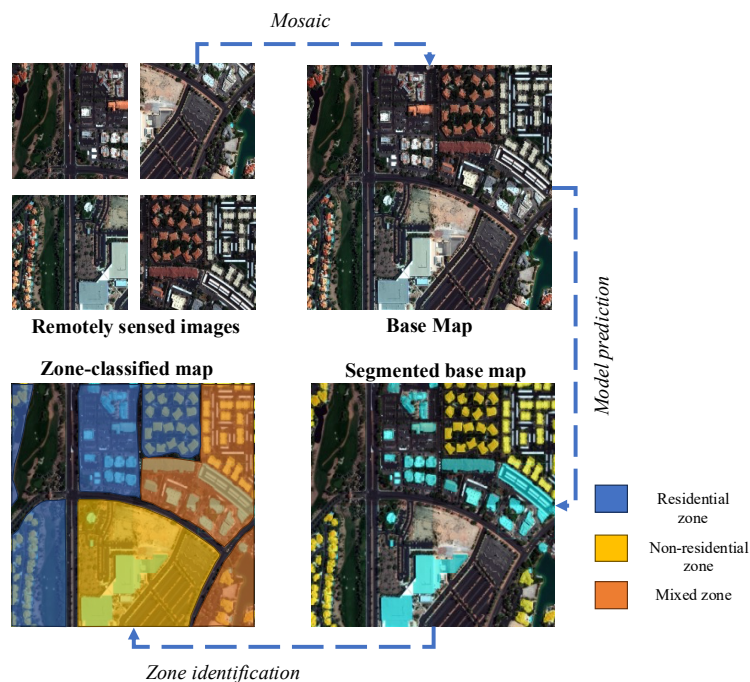 Mosaic
Remotely sensed images
Base Map
Model prediction
Zone-classified map
Segmented base map
Residential
zone
Non-residential
zone
Mixed zone
Zone identification